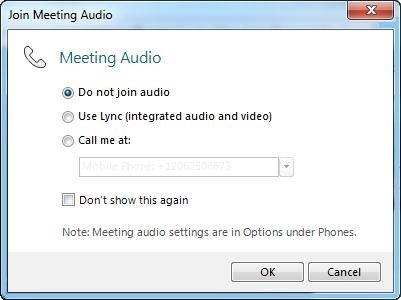 Join Meeting Audio
Meeting Audio
Do not join audio
Use Lync (integrated audio and video)
Call me at:
Mobile Phone: +12062506673
Don't show this again
Note: Meeting audio settings are in Options under Phones.
OK
Cancel